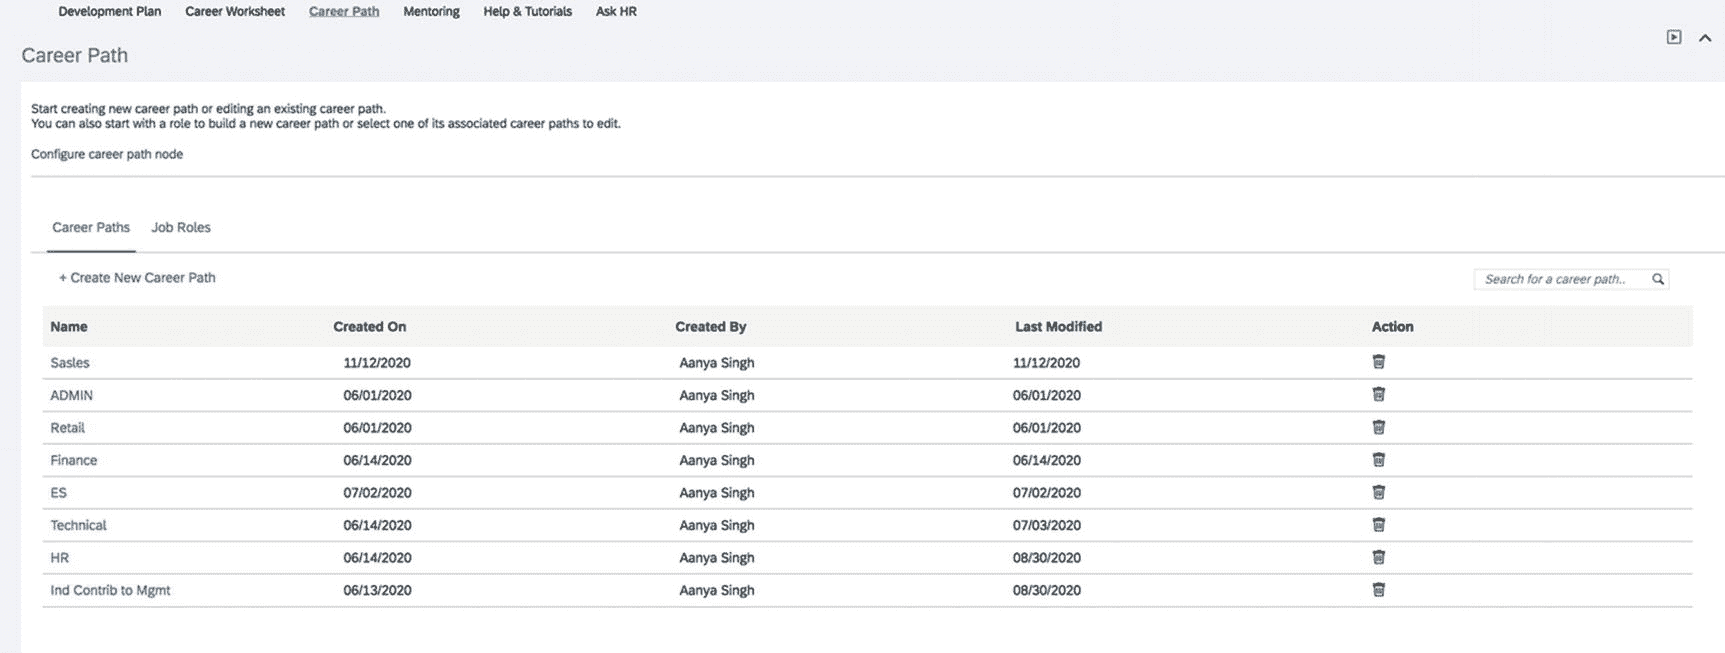 Development Plan Career Worksheet Career Path Mentoring Help & Tutorials Ask HR
Career Path
Start creating new career path or editing an existing career path.
You can also start with a role to build a new career path or select one of its associated career paths to edit.
Configure career path node
Career Paths Job Roles
+ Create New Career Path Search for a career path..
Name Created On Created By Last Modified Action
Sasles 11/12/2020 Aanya Singh 11/12/2020
ADMIN 06/01/2020 Aanya Singh 06/01/2020
Retail 06/01/2020 Aanya Singh 06/01/2020
Finance 06/14/2020 Aanya Singh 06/14/2020
ES 07/02/2020 Aanya Singh 07/02/2020
Technical 06/14/2020 Aanya Singh 07/03/2020
HR 06/14/2020 Aanya Singh 08/30/2020
Ind Contrib to Mgmt 06/13/2020 Aanya Singh 08/30/2020